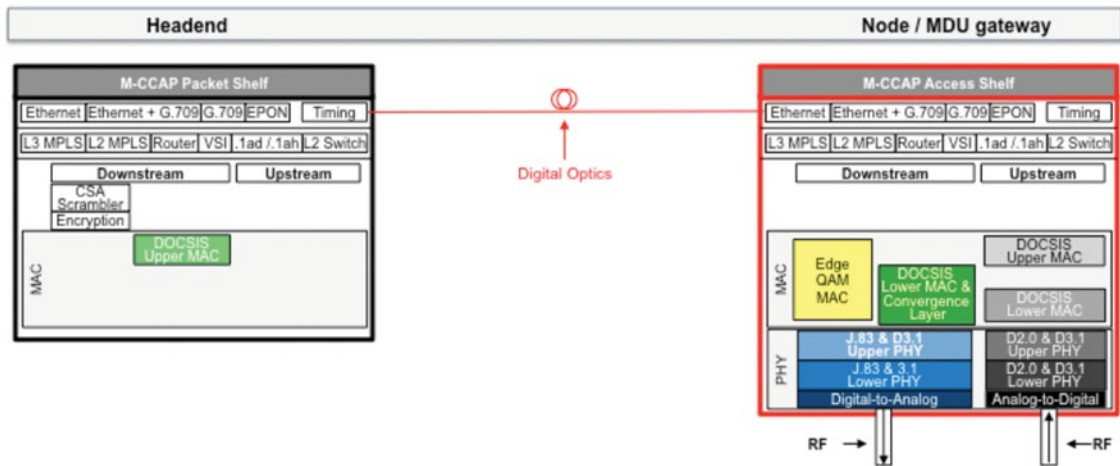 Headend
Node / MDU gateway
M-CCAP Packet Shelf
Ethernet Ethernet + G.709 G.709 EPON Timing
L3 MPLS L2 MPLS Router VSI .1ad /.1ah L2 Switch
Downstream Upstream
CSA
Scrambler
Encryption
MAC
DOCSIS
Upper MAC
Digital Optics
M-CCAP Access Shelf
Ethernet Ethernet + G.709 G.709 EPON Timing
L3 MPLS L2 MPLS Router VSI .1ad /.1ah L2 Switch
Downstream Upstream
MAC
Edge
QAM
MAC
DOCSIS
Lower MAC &
Convergence
Layer
DOCSIS
Upper MAC
DOCSIS
Lower MAC
PHY
J.83 & D3.1
Upper PHY
J.83 & 3.1
Lower PHY
Digital-to-Analog
D2.0 & D3.1
Upper PHY
D2.0 & D3.1
Lower PHY
Analog-to-Digital
RF
RF